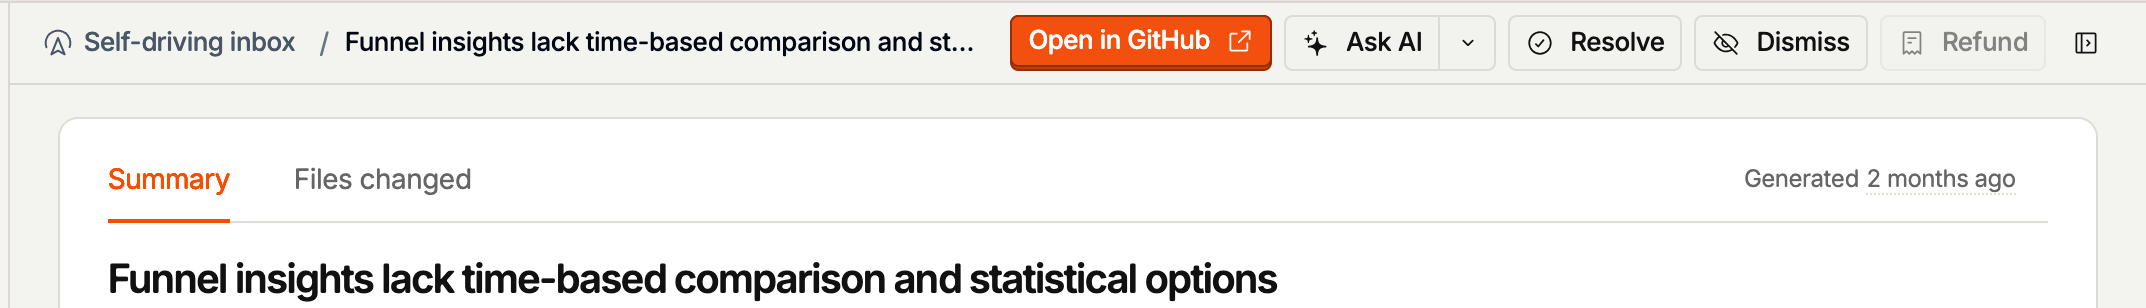 Self-driving inbox / Funnel insights lack time-based comparison and st... Open in GitHub Ask AI Resolve Dismiss Refund
Summary Files changed Generated 2 months ago
Funnel insights lack time-based comparison and statistical options